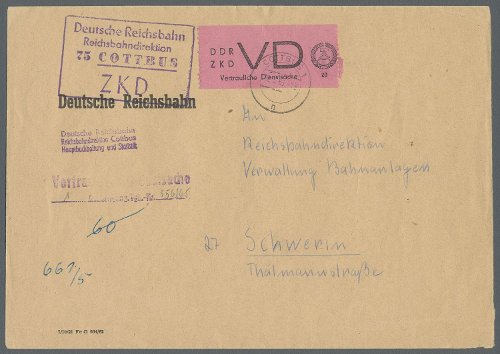 Deutsche Reichsbahn
Reichsbahndirektion
75 COTTBUS
ZKD
DDR
ZKD
VD
Vertrauliche Dienstsache
Deutsche Reichsbahn
Deutsche Reichsbahn
Reichsbahndirektion Cottbus
Hauptbuchhaltung und Statistik
An
Reichsbahndirektion
Verwaltung Bahnanlagen
60
27 Schwerin
Thälmannstraße